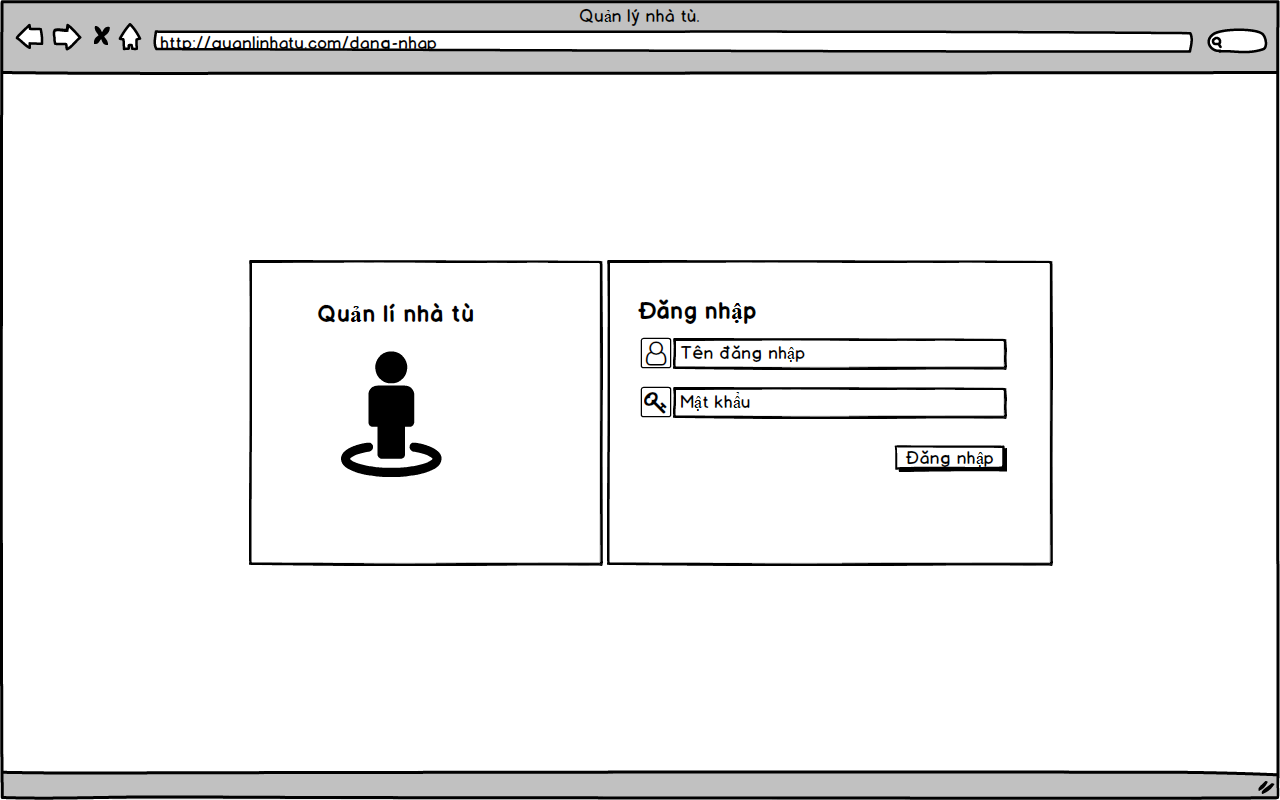 Quản lý nhà tù.
http://quanlinhatu.com/dang-nhap
Quản lí nhà tù
Đăng nhập
Tên đăng nhập
Mật khẩu
Đăng nhập